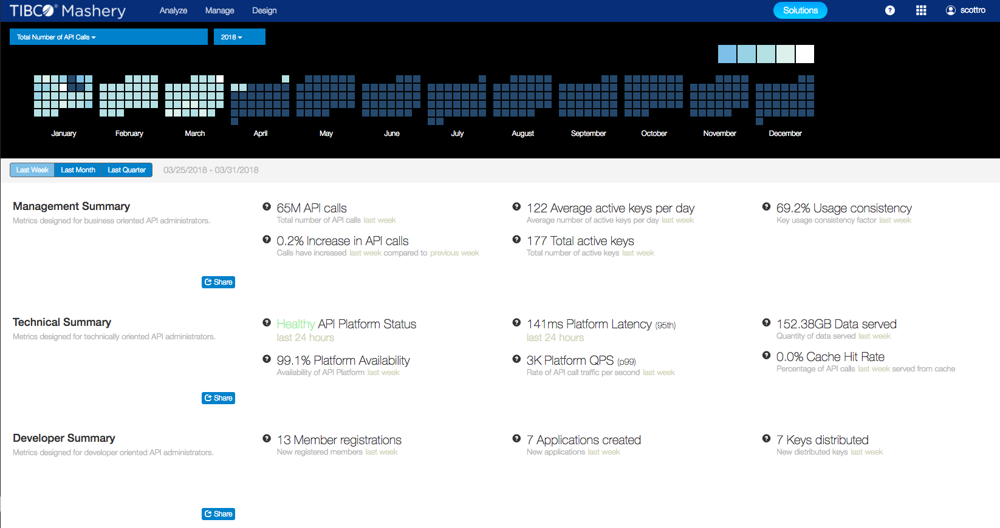 TIBCO® Mashery Analyze Manage Design Solutions ? scottro
Total Number of API Calls 2018
January February March April May June July August September October November December
Last Week Last Month Last Quarter 03/25/2018 - 03/31/2018
Management Summary
Metrics designed for business oriented API administrators.
Share
? 65M API calls
Total number of API calls last week
? 0.2% Increase in API calls
Calls have increased last week compared to previous week
? 122 Average active keys per day
Average number of active keys per day last week
? 177 Total active keys
Total number of active keys last week
? 69.2% Usage consistency
Key usage consistency factor last week
Technical Summary
Metrics designed for technically oriented API administrators.
Share
? Healthy API Platform Status
last 24 hours
? 99.1% Platform Availability
Availability of API Platform last week
? 141ms Platform Latency (95th)
last 24 hours
? 3K Platform QPS (p99)
Rate of API call traffic per second last week
? 152.38GB Data served
Quantity of data served last week
? 0.0% Cache Hit Rate
Percentage of API calls last week served from cache
Developer Summary
Metrics designed for developer oriented API administrators.
Share
? 13 Member registrations
New registered members last week
? 7 Applications created
New applications last week
? 7 Keys distributed
New distributed keys last week